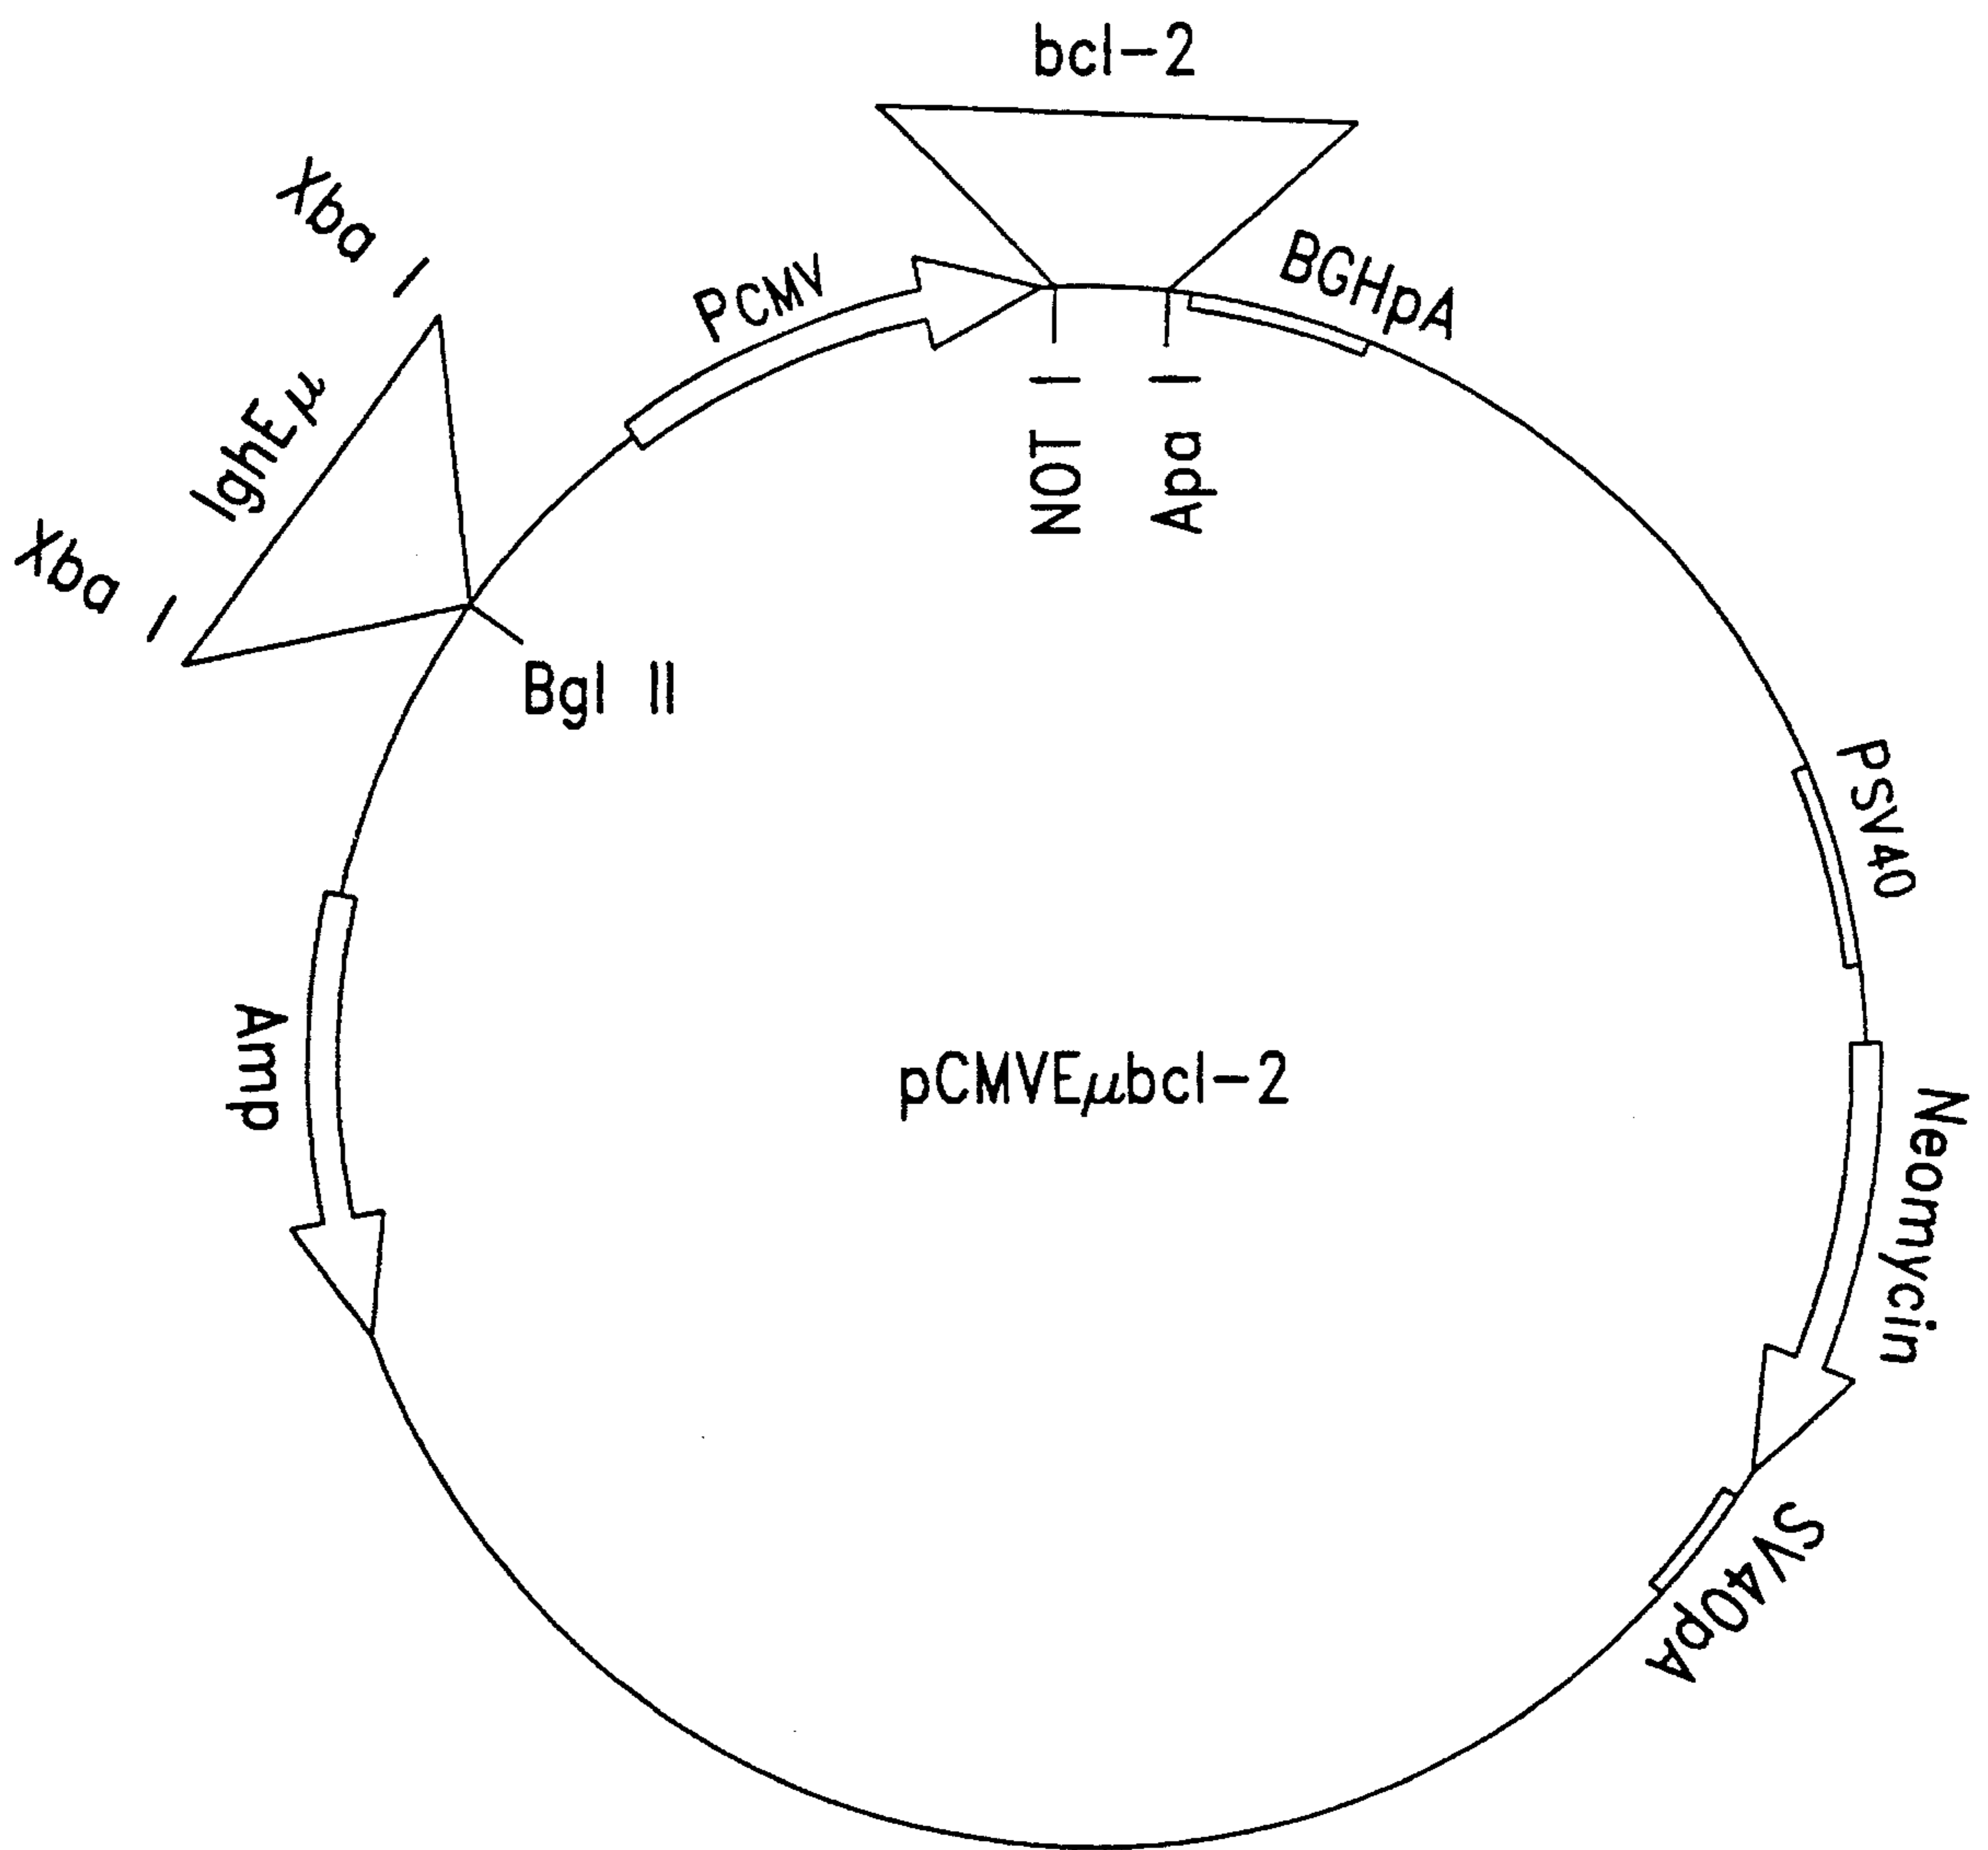 bcl-2
Xba I
PCMV
BGHpA
IghEμ
NOT I
Apa I
Xba I
Bgl II
PSV40
Amp
pCMVEμbcl-2
Neomycin
SV40pA